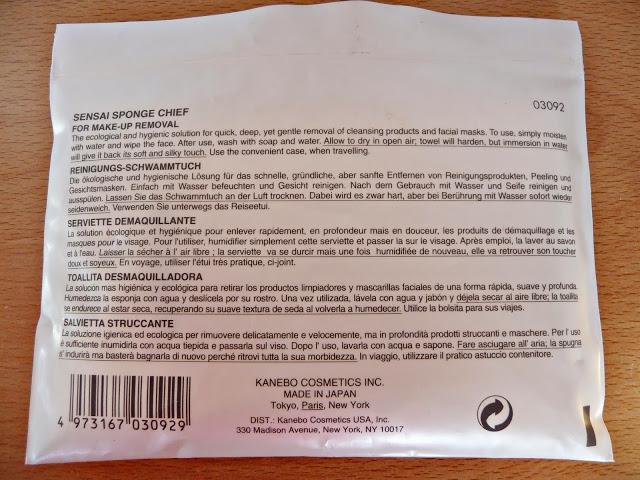 03092
SENSAI SPONGE CHIEF
FOR MAKE-UP REMOVAL
The ecological and hygienic solution for quick, deep, yet gentle removal of cleansing products and facial masks. To use, simply moisten
with water and wipe the face. After use, wash with soap and water. Allow to dry in open air; towel will harden, but immersion in water
will give it back its soft and silky touch. Use the convenient case, when travelling.
REINIGUNGS-SCHWAMMTUCH
Die ökologische und hygienische Lösung für das schnelle, gründliche, aber sanfte Entfernen von Reinigungsprodukten, Peeling und
Gesichtsmasken. Einfach mit Wasser befeuchten und Gesicht reinigen. Nach dem Gebrauch mit Wasser und Seife reinigen und
ausspülen. Lassen Sie das Schwammtuch an der Luft trocknen. Dabei wird es zwar hart, aber bei Berührung mit Wasser sofort wieder
seidenweich. Verwenden Sie unterwegs das Reiseetui.
SERVIETTE DEMAQUILLANTE
La solution écologique et hygiénique pour enlever rapidement, en profondeur mais en douceur, les produits de démaquillage et les
masques pour le visage. Pour l'utiliser, humidifier simplement cette serviette et passer la sur le visage. Après emploi, la laver au savon
et à l'eau. Laisser la sécher à l' air libre ; la serviette va se durcir mais une fois humidifiée de nouveau, elle va retrouver son toucher
doux et soyeux. En voyage, utiliser l'étui très pratique, ci-joint.
TOALLITA DESMAQUILLADORA
La solución mas higiénica y ecológica para retirar los productos limpiadores y mascarillas faciales de una forma rápida, suave y profunda.
Humedezca la esponja con agua y deslícela por su rostro. Una vez utilizada, lávela con agua y jabón y déjela secar al aire libre; la toallita
se endurece al estar seca, recuperando su suave textura de seda al volverla a humedecer. Utilice la bolsita para sus viajes.
SALVIETTA STRUCCANTE
La soluzione igienica ed ecologica per rimuovere delicatamente e velocemente, ma in profondità prodotti struccanti e maschere. Per l' uso
è sufficiente inumidirla con acqua tiepida e passarla sul viso. Dopo l' uso, lavarla con acqua e sapone. Fare asciugare all' aria; la spugna
s' indurirà ma basterà bagnarla di nuovo perché ritrovi tutta la sua morbidezza. In viaggio, utilizzare il pratico astuccio contenitore.
KANEBO COSMETICS INC.
MADE IN JAPAN
Tokyo, Paris, New York
DIST.: Kanebo Cosmetics USA, Inc.
330 Madison Avenue, New York, NY 10017
4 973167 030929